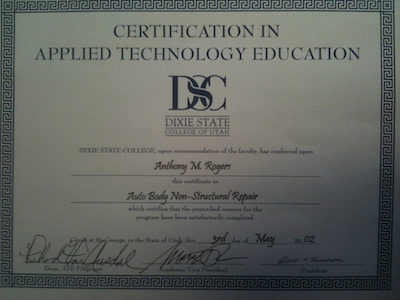 CERTIFICATION IN
APPLIED TECHNOLOGY EDUCATION
DSC
DIXIE STATE
COLLEGE OF UTAH
DIXIE STATE COLLEGE, upon recommendation of the faculty, has conferred upon
Anthony M. Rogers
this certificate in
Auto Body Non-Structural Repair
which certifies that the prescribed courses for the
program have been satisfactorily completed
at St. George, in the State of Utah, this 3rd day of May 20 02
Dean, ATE Programs Academic Vice President President